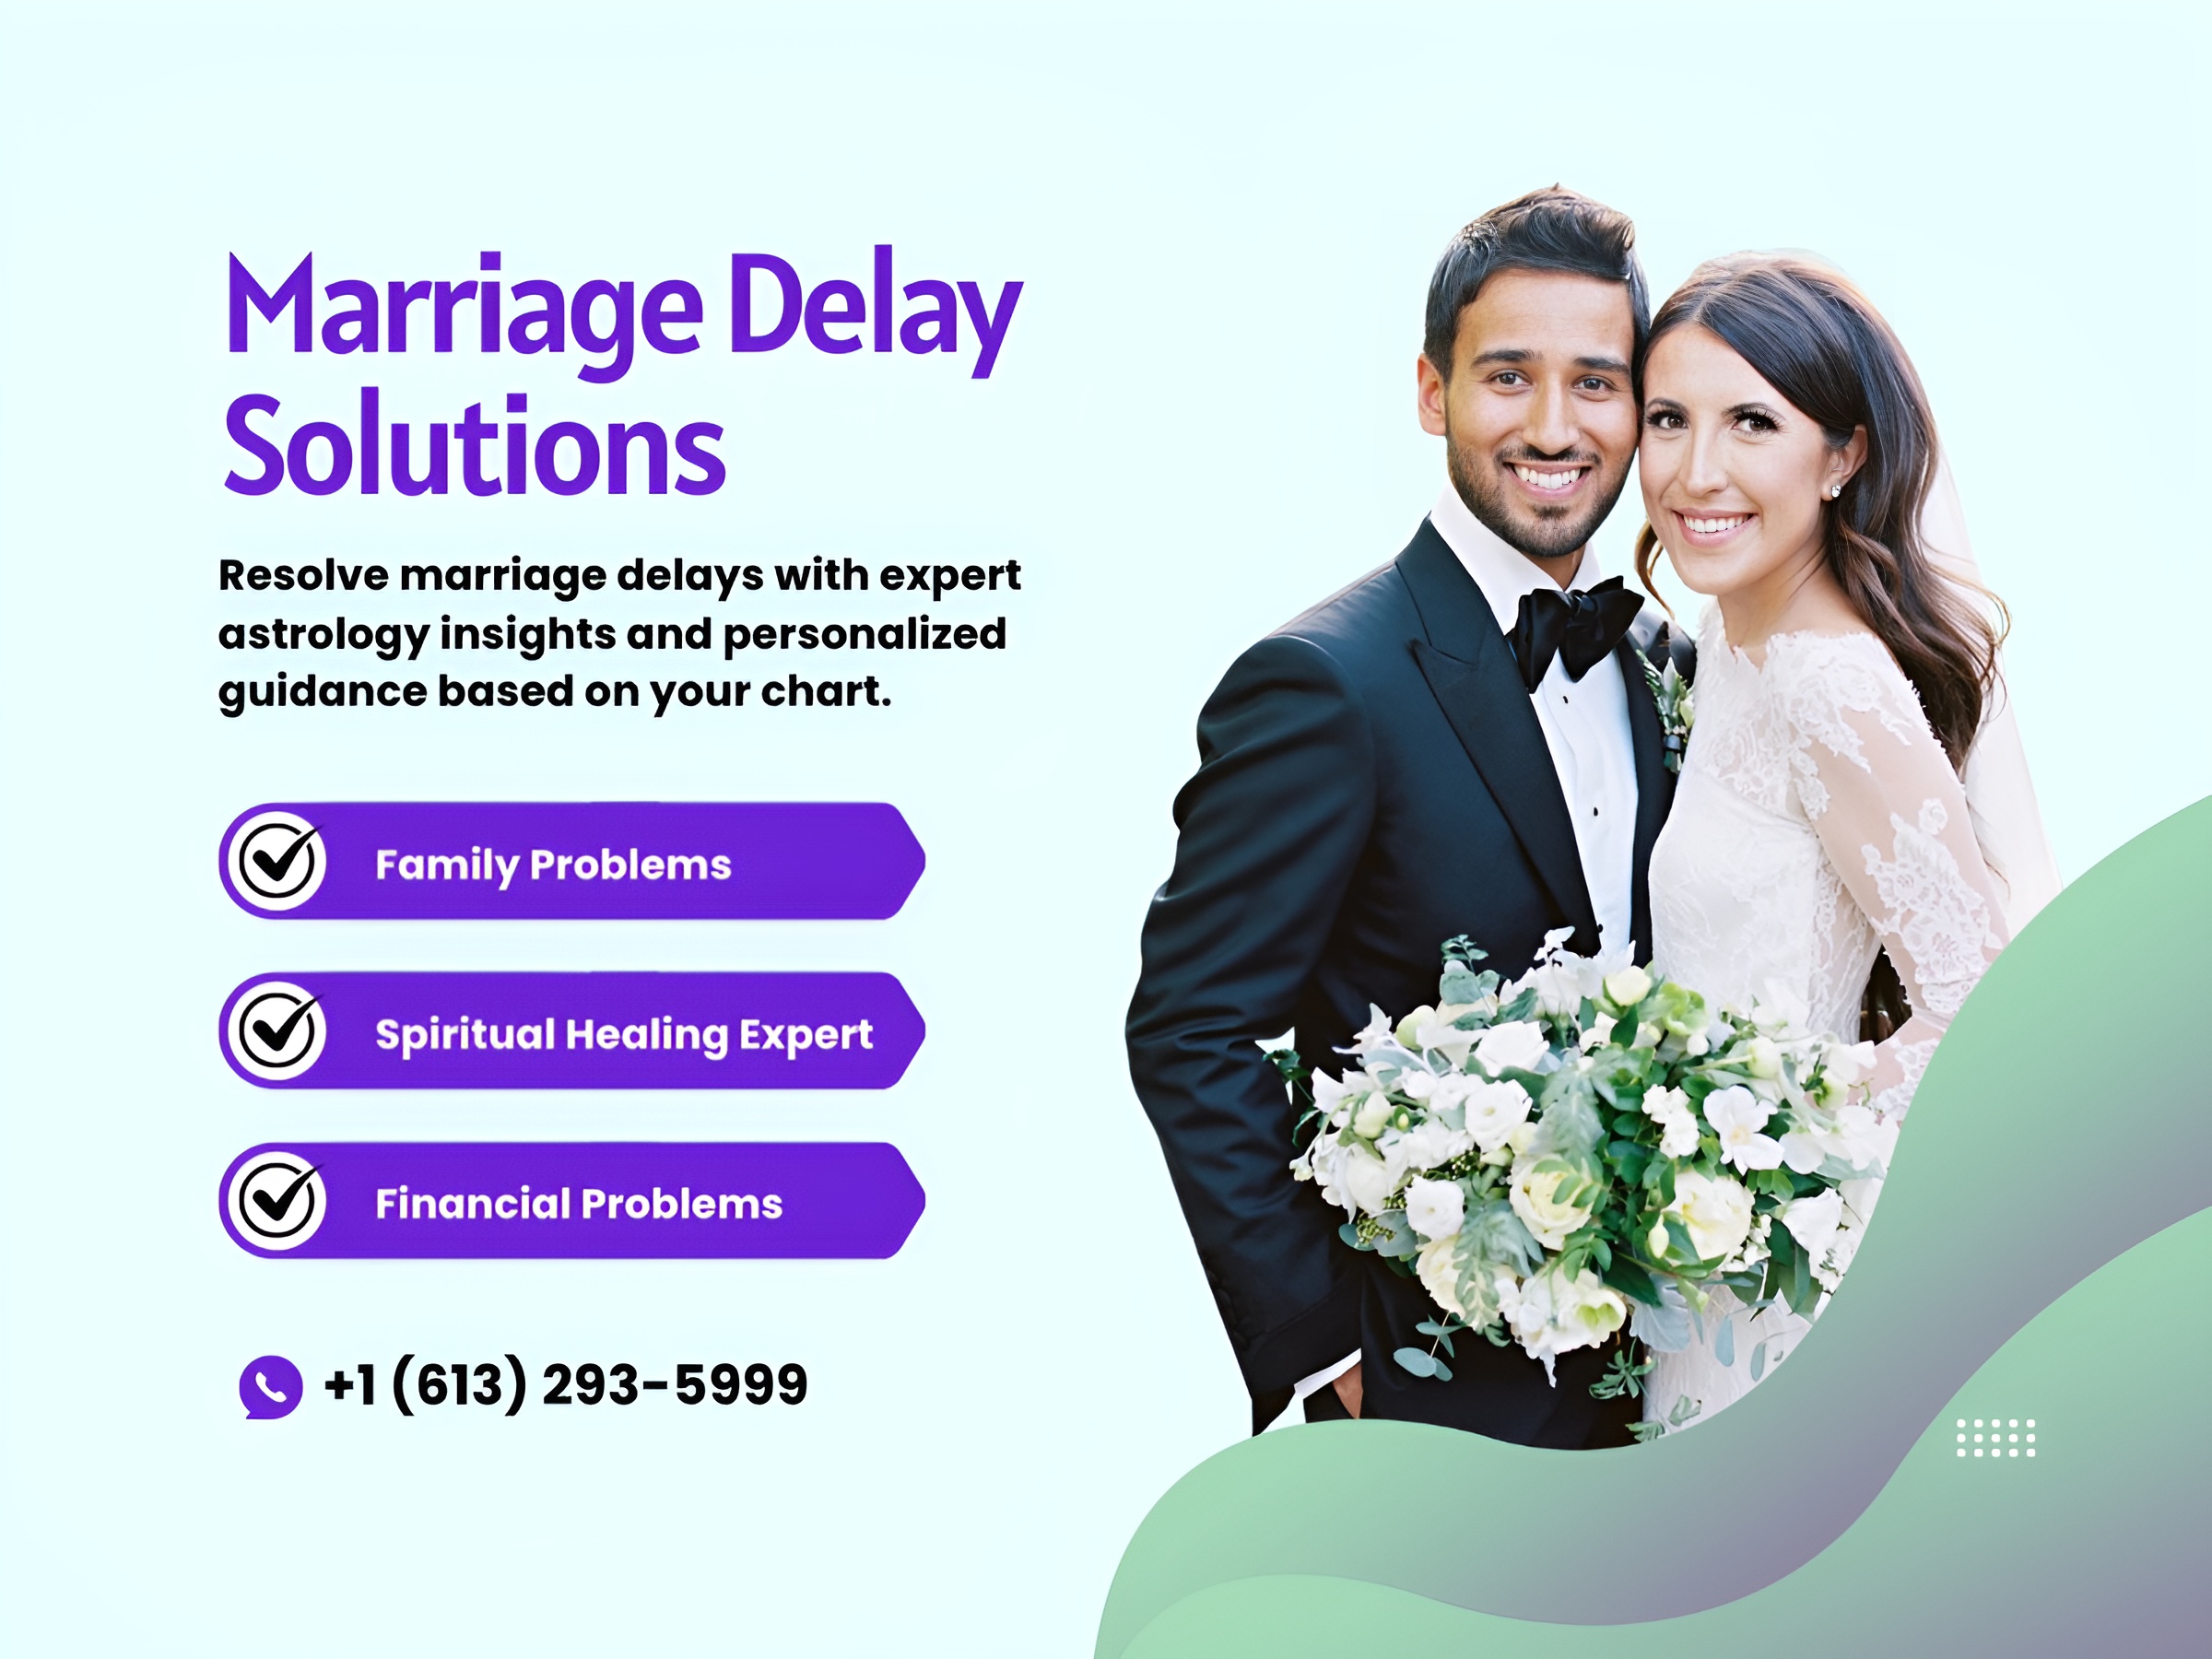 Marriage Delay
Solutions
Resolve marriage delays with expert
astrology insights and personalized
guidance based on your chart.
Family Problems
Spiritual Healing Expert
Financial Problems
+1 (613) 293-5999